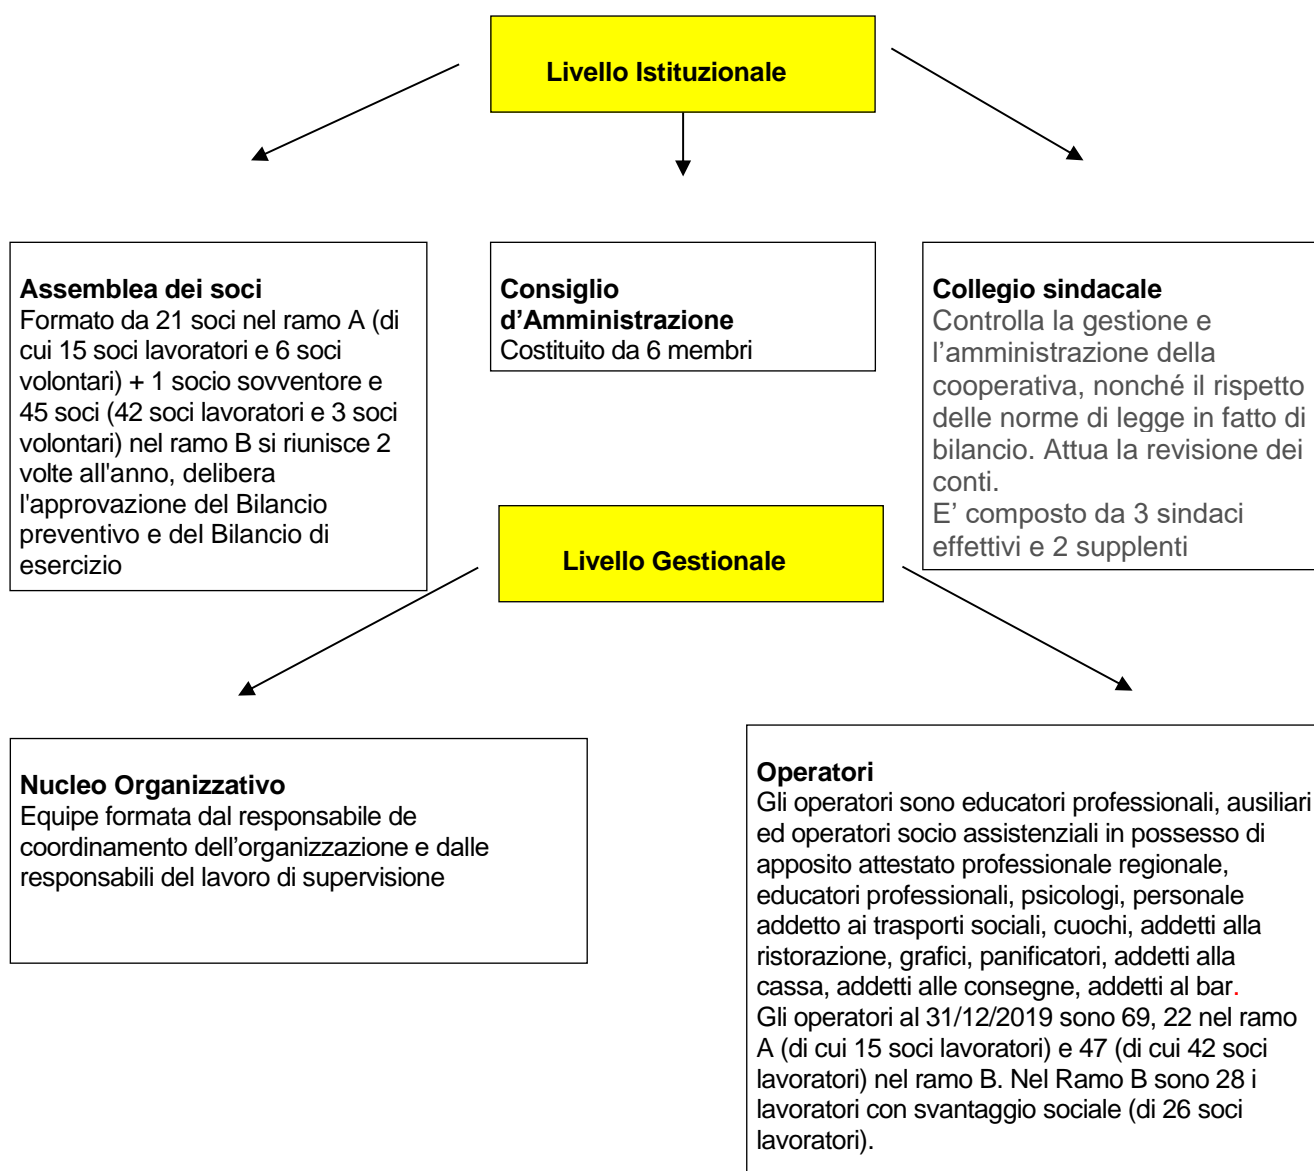 Livello Istituzionale
Assemblea dei soci
Formato da 21 soci nel ramo A (di
cui 15 soci lavoratori e 6 soci
volontari) + 1 socio sovventore e
45 soci (42 soci lavoratori e 3 soci
volontari) nel ramo B si riunisce 2
volte all'anno, delibera
l'approvazione del Bilancio
preventivo e del Bilancio di
esercizio
Consiglio
d’Amministrazione
Costituito da 6 membri
Collegio sindacale
Controlla la gestione e
l’amministrazione della
cooperativa, nonché il rispetto
delle norme di legge in fatto di
bilancio. Attua la revisione dei
conti.
E’ composto da 3 sindaci
effettivi e 2 supplenti
Livello Gestionale
Nucleo Organizzativo
Equipe formata dal responsabile de
coordinamento dell’organizzazione e dalle
responsabili del lavoro di supervisione
Operatori
Gli operatori sono educatori professionali, ausiliari
ed operatori socio assistenziali in possesso di
apposito attestato professionale regionale,
educatori professionali, psicologi, personale
addetto ai trasporti sociali, cuochi, addetti alla
ristorazione, grafici, panificatori, addetti alla
cassa, addetti alle consegne, addetti al bar.
Gli operatori al 31/12/2019 sono 69, 22 nel ramo
A (di cui 15 soci lavoratori) e 47 (di cui 42 soci
lavoratori) nel ramo B. Nel Ramo B sono 28 i
lavoratori con svantaggio sociale (di 26 soci
lavoratori).